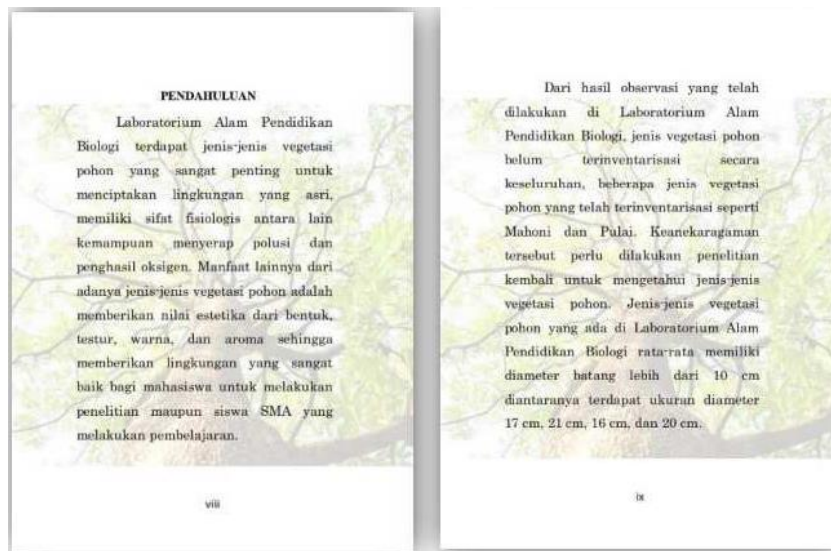 PENDAHULUAN
Laboratorium Alam Pendidikan
Biologi terdapat jenis-jenis vegetasi
pohon yang sangat penting untuk
menciptakan lingkungan yang asri,
memiliki sifat fisiologis antara lain
kemampuan menyerap polusi dan
penghasil oksigen. Manfaat lainnya dari
adanya jenis-jenis vegetasi pohon adalah
memberikan nilai estetika dari bentuk,
testur, warna, dan aroma sehingga
memberikan lingkungan yang sangat
baik bagi mahasiswa untuk melakukan
penelitian maupun siswa SMA yang
melakukan pembelajaran.
viii
Dari hasil observasi yang telah
dilakukan di Laboratorium Alam
Pendidikan Biologi, jenis vegetasi pohon
belum terinventarisasi secara
keseluruhan, beberapa jenis vegetasi
pohon yang telah terinventarisasi seperti
Mahoni dan Pulai. Keanekaragaman
tersebut perlu dilakukan penelitian
kembali untuk mengetahui jenis-jenis
vegetasi pohon. Jenis-jenis vegetasi
pohon yang ada di Laboratorium Alam
Pendidikan Biologi rata-rata memiliki
diameter batang lebih dari 10 cm
diantaranya terdapat ukuran diameter
17 cm, 21 cm, 16 cm, dan 20 cm.
ix